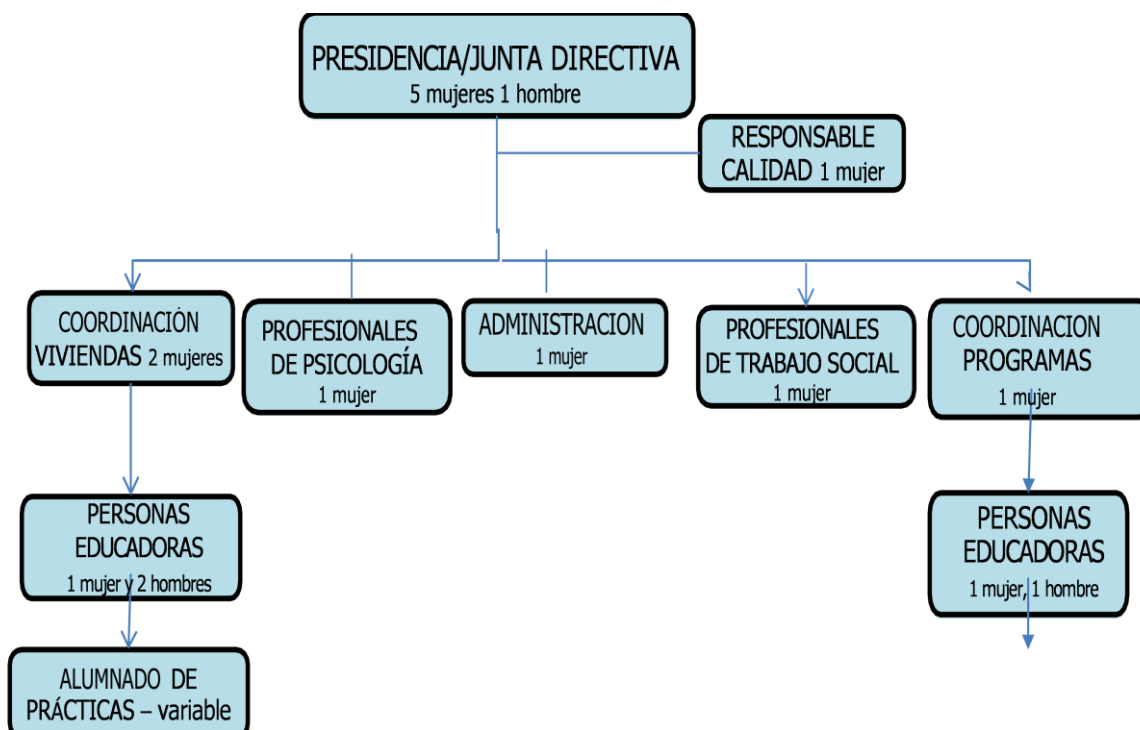 PRESIDENCIA/JUNTA DIRECTIVA
5 mujeres 1 hombre
RESPONSABLE
CALIDAD 1 mujer
COORDINACIÓN
VIVIENDAS 2 mujeres
PROFESIONALES
DE PSICOLOGÍA
1 mujer
ADMINISTRACION
1 mujer
PROFESIONALES
DE TRABAJO SOCIAL
1 mujer
COORDINACION
PROGRAMAS
1 mujer
PERSONAS
EDUCADORAS
1 mujer y 2 hombres
PERSONAS
EDUCADORAS
1 mujer, 1 hombre
ALUMNADO DE
PRÁCTICAS – variable